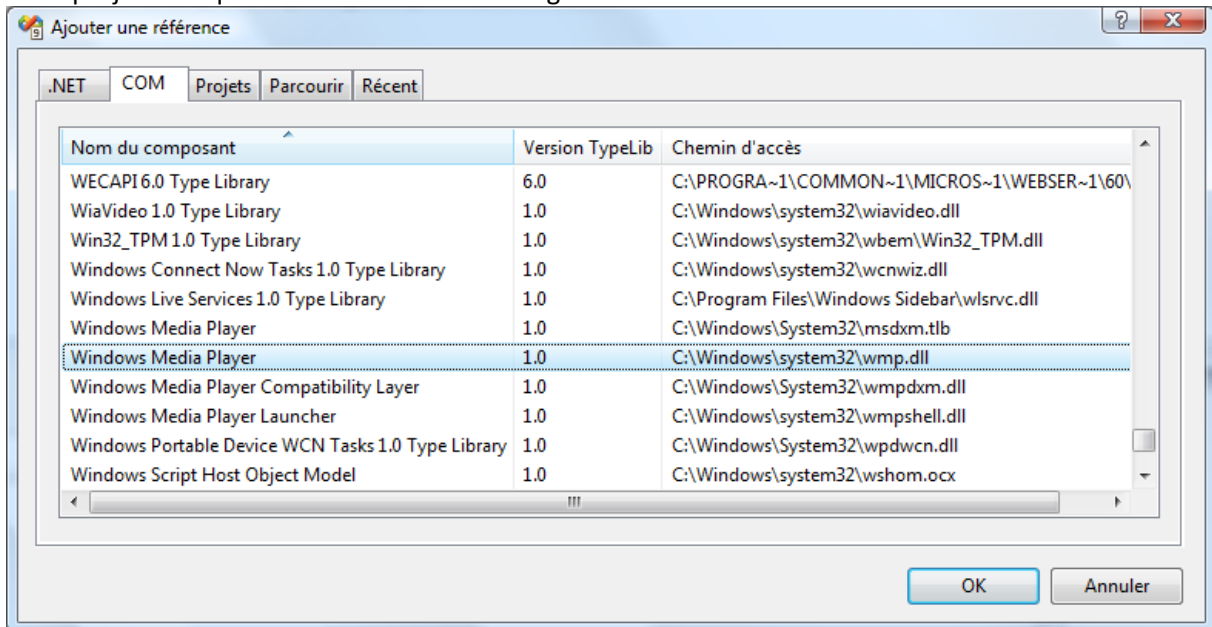 Ajouter une référence
.NET COM Projets Parcourir Récent
Nom du composant Version TypeLib Chemin d'accès
WECAPI 6.0 Type Library 6.0 C:\PROGRA~1\COMMON~1\MICROS~1\WEBSER~1\60\
WiaVideo 1.0 Type Library 1.0 C:\Windows\system32\wiavideo.dll
Win32_TPM 1.0 Type Library 1.0 C:\Windows\system32\wbem\Win32_TPM.dll
Windows Connect Now Tasks 1.0 Type Library 1.0 C:\Windows\system32\wcnwiz.dll
Windows Live Services 1.0 Type Library 1.0 C:\Program Files\Windows Sidebar\wlsrvc.dll
Windows Media Player 1.0 C:\Windows\System32\msdxm.tlb
Windows Media Player 1.0 C:\Windows\system32\wmp.dll
Windows Media Player Compatibility Layer 1.0 C:\Windows\System32\wmpdxm.dll
Windows Media Player Launcher 1.0 C:\Windows\System32\wmpshell.dll
Windows Portable Device WCN Tasks 1.0 Type Library 1.0 C:\Windows\System32\wpdwcn.dll
Windows Script Host Object Model 1.0 C:\Windows\system32\wshom.ocx
OK Annuler